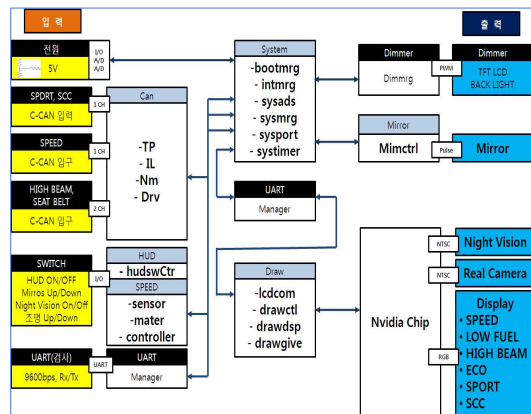 입 력
출 력
전원
5V
I/O
A/D
A/D
SPDRT, SCC
C-CAN 입력
1 CH
SPEED
C-CAN 입구
1 CH
HIGH BEAM,
SEAT BELT
C-CAN 입구
2 CH
SWITCH
HUD ON/OFF
Mirros Up/Down
Night Vision On/Off
조명 Up/Down
I/O
UART(검사)
9600bps, Rx/Tx
UART
Can
-TP
- IL
- Nm
- Drv
HUD
- hudswCtr
SPEED
-sensor
- mater
- controller
UART
Manager
System
-bootmrg
- intmrg
- sysads
- sysmrg
- sysport
- systimer
UART
Manager
Draw
-lcdcom
- drawctl
- drawdsp
- drawgive
Dimmer
Dimmrg
PWM
Dimmer
TFT LCD
BACK LIGHT
Mirror
Mimctrl
Pulse
Mirror
Nvidia Chip
NTSC
Night Vision
NTSC
Real Camera
RGB
Display
• SPEED
• LOW FUEL
• HIGH BEAM
• ECO
• SPORT
• SCC